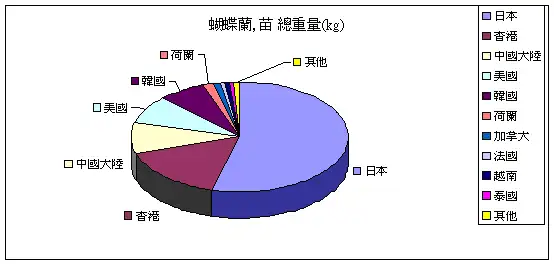 蝴蝶蘭,苗 總重量(kg)
荷蘭
其他
韓國
美國
中國大陸
香港
日本
日本
香港
中國大陸
美國
韓國
荷蘭
加拿大
法國
越南
泰國
其他